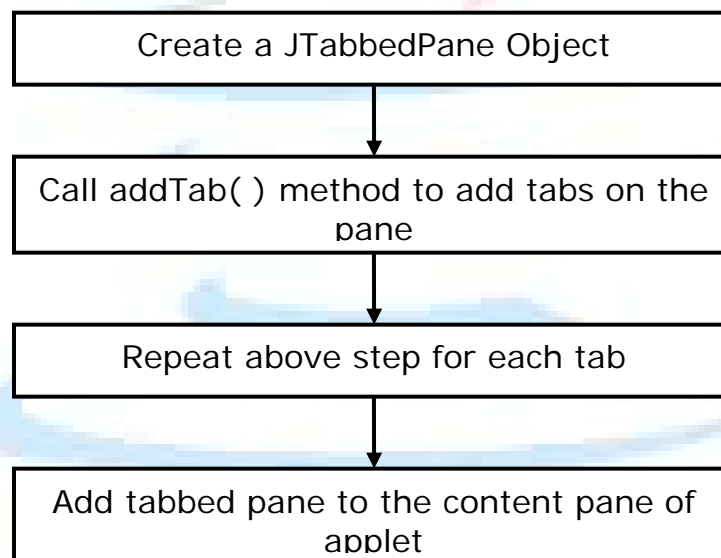 Create a JTabbedPane Object
Call addTab( ) method to add tabs on the
pane
Repeat above step for each tab
Add tabbed pane to the content pane of
applet